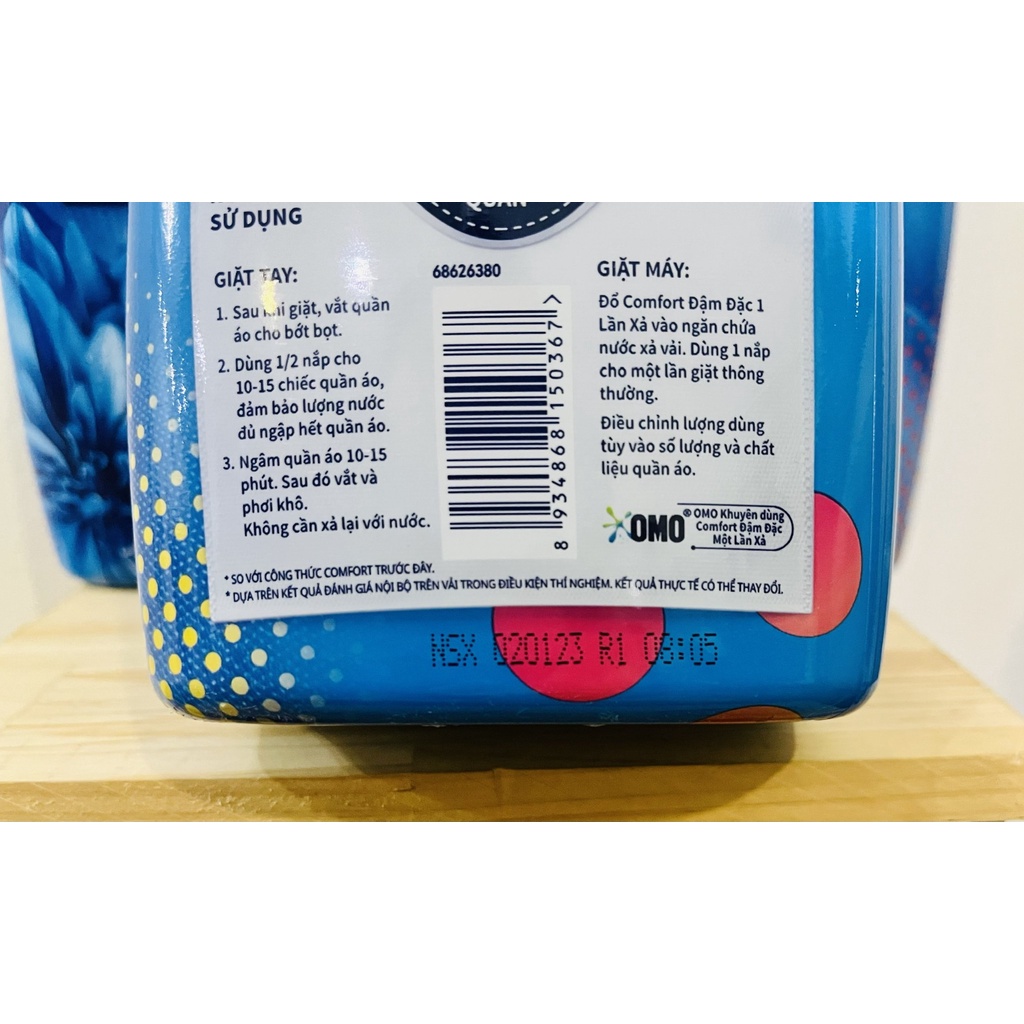 QUẦN
SỬ DỤNG
GIẶT TAY:
1. Sau khi giặt, vắt quần
áo cho bớt bọt.
2. Dùng 1/2 nắp cho
10-15 chiếc quần áo,
đảm bảo lượng nước
đủ ngập hết quần áo.
3. Ngâm quần áo 10-15
phút. Sau đó vắt và
phơi khô.
Không cần xả lại với nước.
68626380
8 934868 150367 >
GIẶT MÁY:
Đổ Comfort Đậm Đặc 1
Lần Xả vào ngăn chứa
nước xả vải. Dùng 1 nắp
cho một lần giặt thông
thường.
Điều chỉnh lượng dùng
tùy vào số lượng và chất
liệu quần áo.
OMO
® OMO Khuyên dùng
Comfort Đậm Đặc
Một Lần Xả
* SO VỚI CÔNG THỨC COMFORT TRƯỚC ĐÂY.
* DỰA TRÊN KẾT QUẢ ĐÁNH GIÁ NỘI BỘ TRÊN VẢI TRONG ĐIỀU KIỆN THÍ NGHIỆM. KẾT QUẢ THỰC TẾ CÓ THỂ THAY ĐỔI.
NSX 020123 R1 08:05